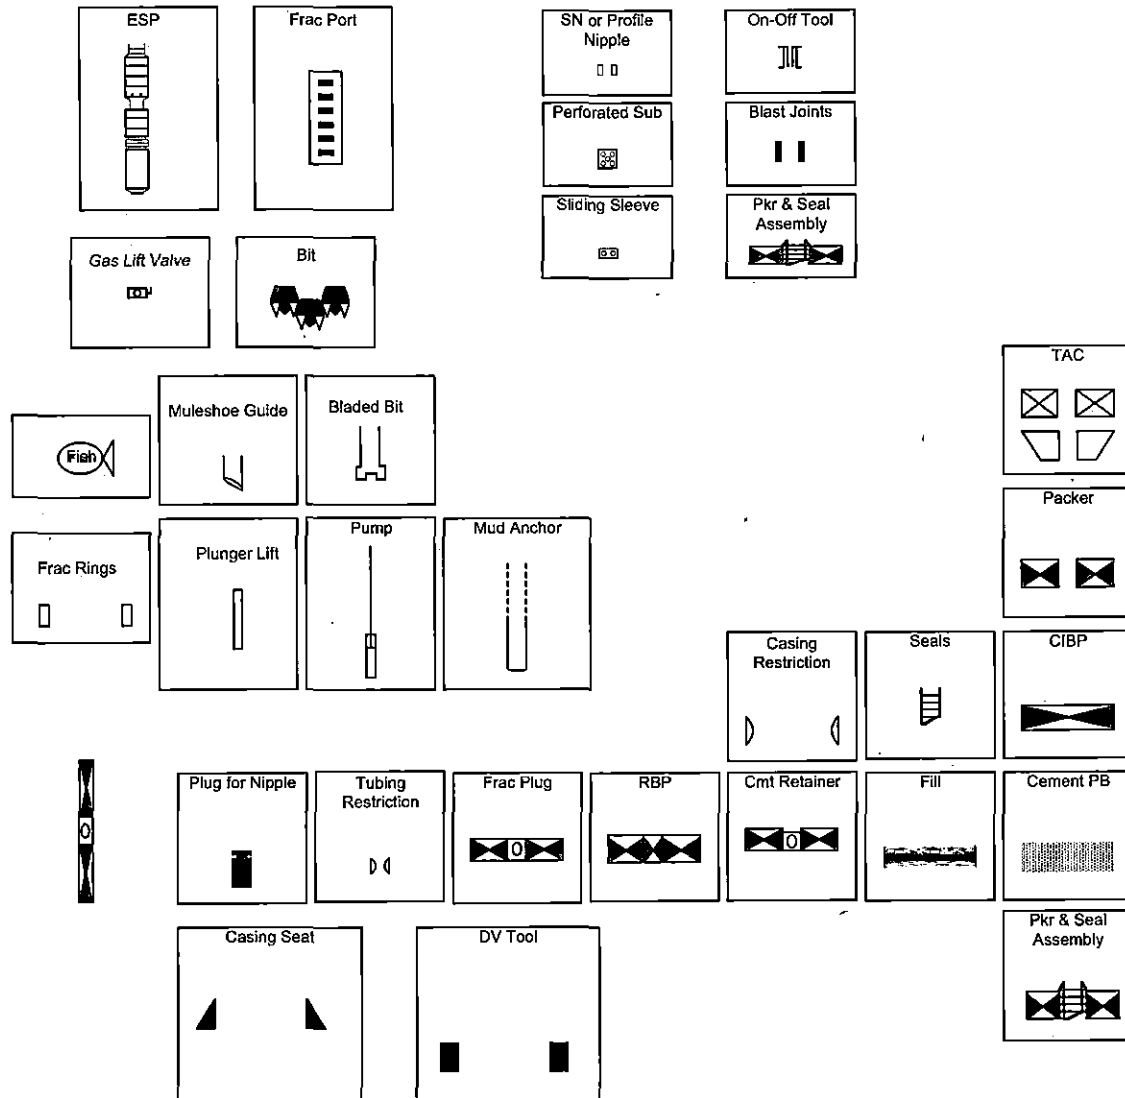 ESP
Frac Port
SN or Profile
Nipple
On-Off Tool
Perforated Sub
Blast Joints
Sliding Sleeve
Pkr & Seal
Assembly
Gas Lift Valve
Bit
TAC
Muleshoe Guide
Bladed Bit
Fish
Packer
Frac Rings
Plunger Lift
Pump
Mud Anchor
Casing
Restriction
Seals
CIBP
Plug for Nipple
Tubing
Restriction
Frac Plug
RBP
Cmt Retainer
Fill
Cement PB
Casing Seat
DV Tool
Pkr & Seal
Assembly